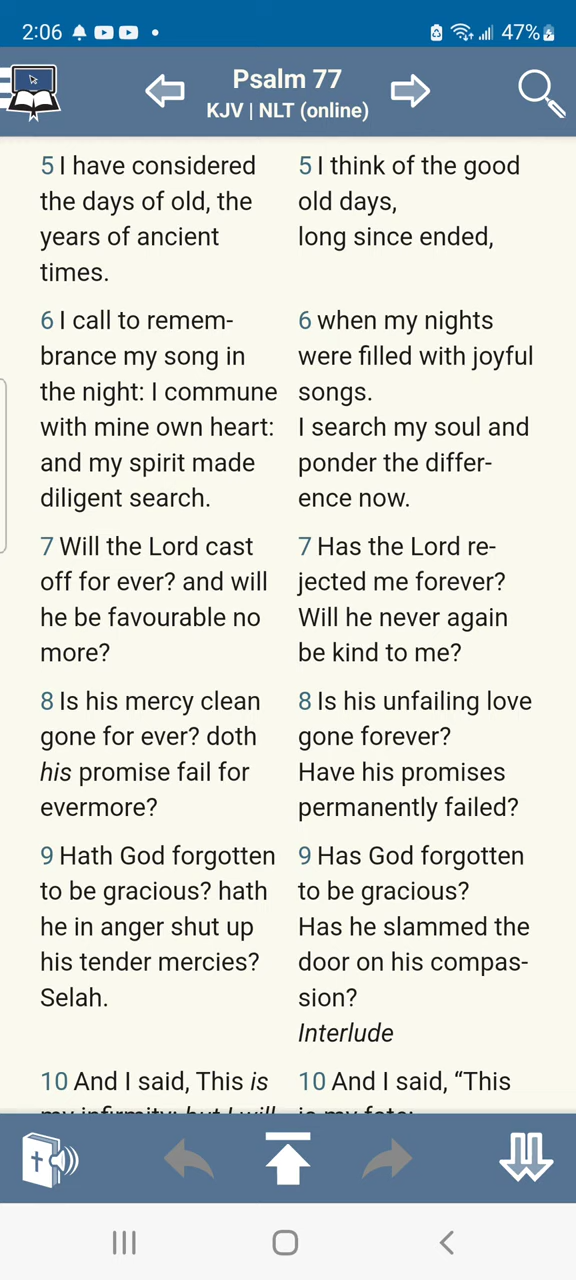 2:06
47%
Psalm 77
KJV | NLT (online)
5 I have considered
the days of old, the
years of ancient
times.
5 I think of the good
old days,
long since ended,
6 I call to remem-
brance my song in
the night: I commune
with mine own heart:
and my spirit made
diligent search.
6 when my nights
were filled with joyful
songs.
I search my soul and
ponder the differ-
ence now.
7 Will the Lord cast
off for ever? and will
he be favourable no
more?
7 Has the Lord re-
jected me forever?
Will he never again
be kind to me?
8 Is his mercy clean
gone for ever? doth
his promise fail for
evermore?
8 Is his unfailing love
gone forever?
Have his promises
permanently failed?
9 Hath God forgotten
to be gracious? hath
he in anger shut up
his tender mercies?
Selah.
9 Has God forgotten
to be gracious?
Has he slammed the
door on his compas-
sion?
Interlude
10 And I said, This is
my infirmity: but I will
10 And I said, “This
is my fate;